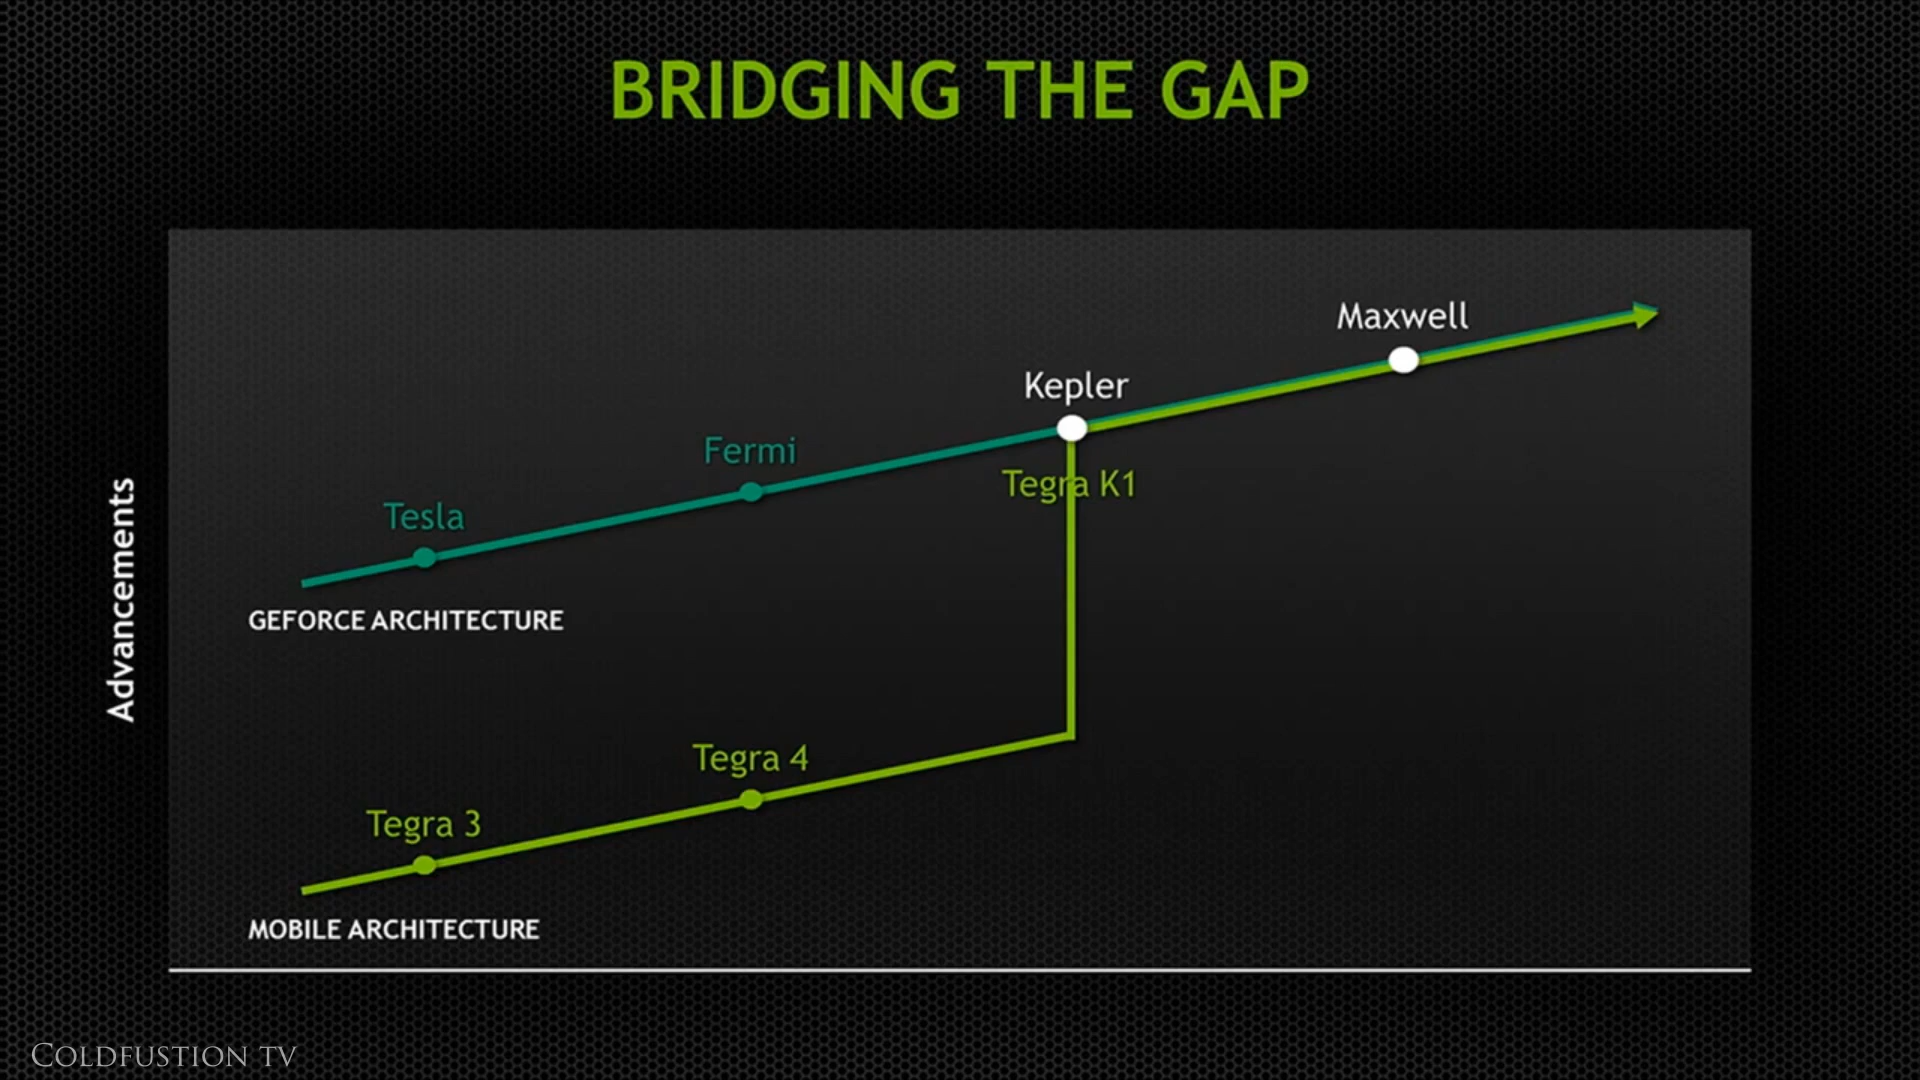 BRIDGING THE GAP
Maxwell
Kepler
Fermi
Tegra K1
Tesla
GEFORCE ARCHITECTURE
Advancements
Tegra 4
Tegra 3
MOBILE ARCHITECTURE
COLDFUSTION TV